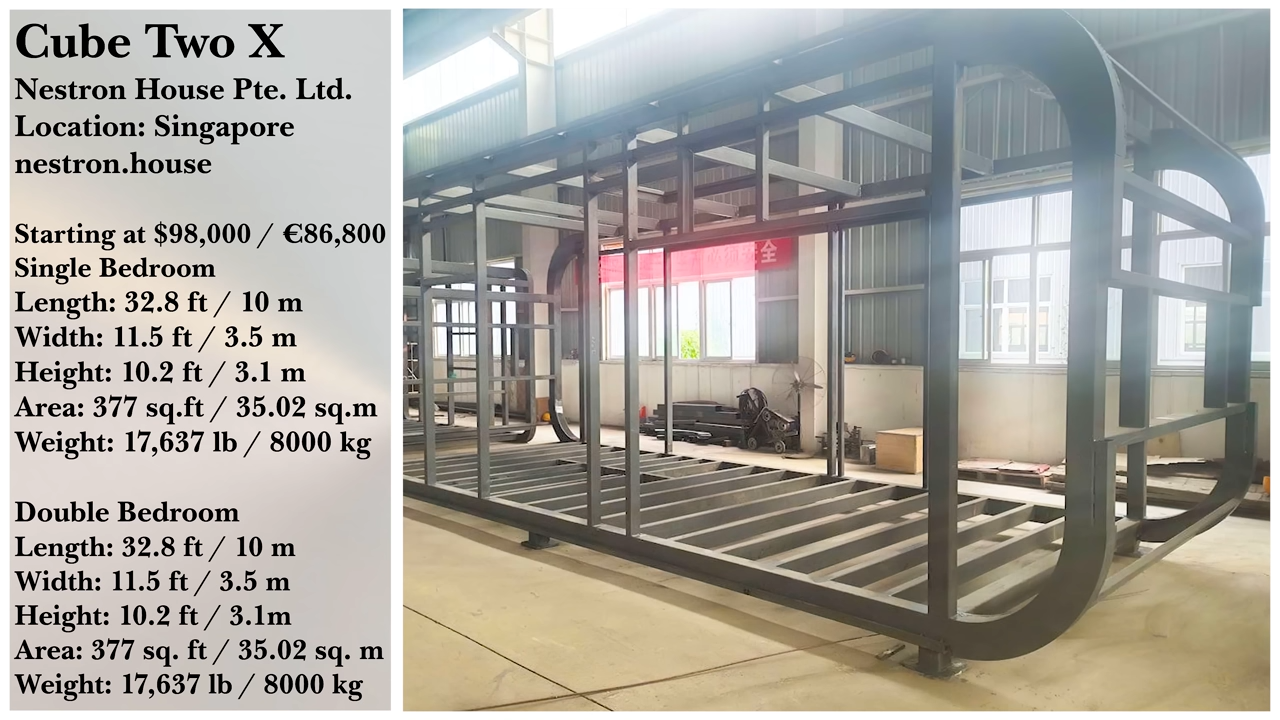 Cube Two X
Nestron House Pte. Ltd.
Location: Singapore
nestron.house
Starting at $98,000 / €86,800
Single Bedroom
Length: 32.8 ft / 10 m
Width: 11.5 ft / 3.5 m
Height: 10.2 ft / 3.1 m
Area: 377 sq.ft / 35.02 sq.m
Weight: 17,637 lb / 8000 kg
Double Bedroom
Length: 32.8 ft / 10 m
Width: 11.5 ft / 3.5 m
Height: 10.2 ft / 3.1m
Area: 377 sq. ft / 35.02 sq. m
Weight: 17,637 lb / 8000 kg
全